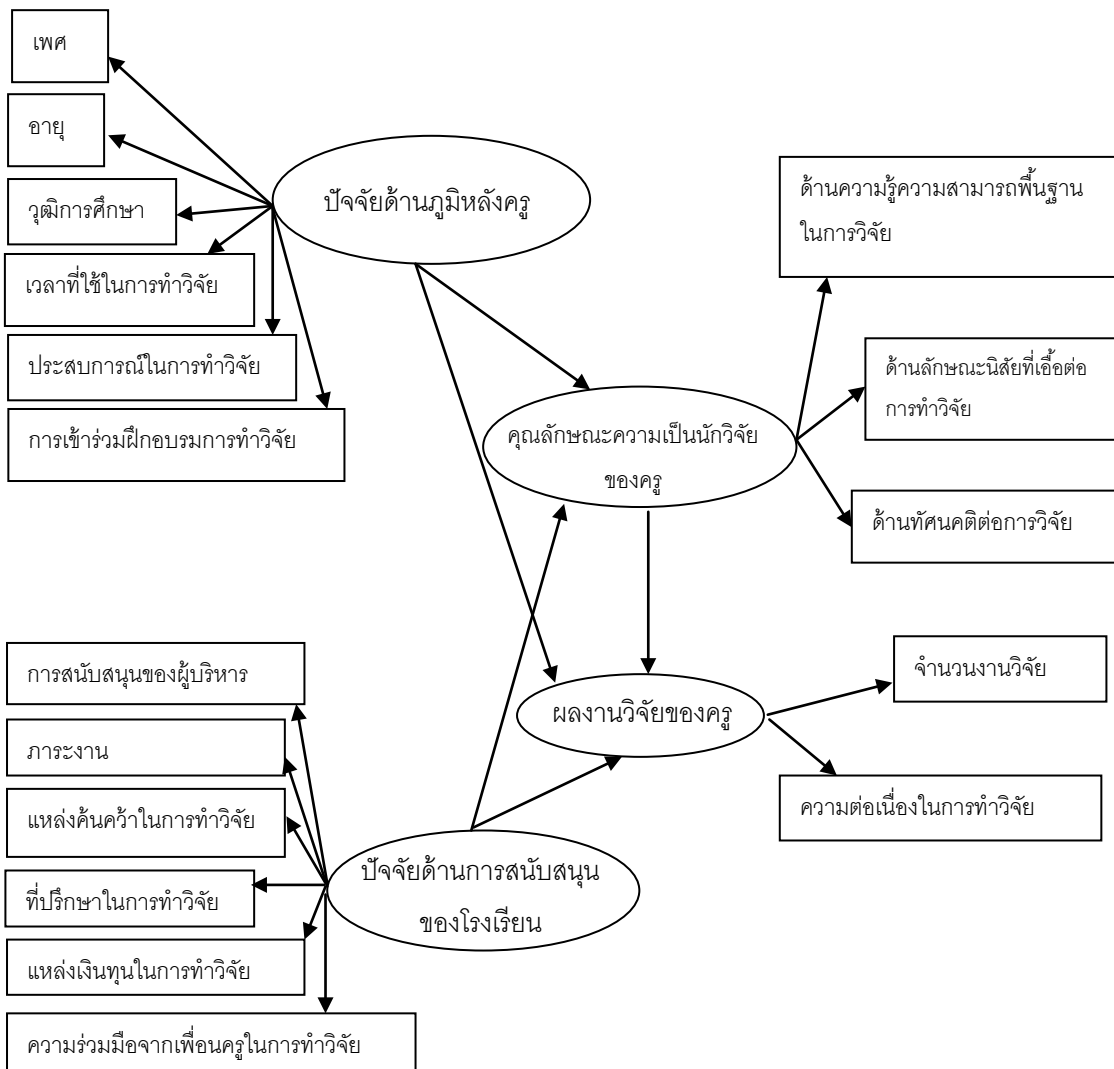 เพศ
อายุ
วุฒิการศึกษา
เวลาที่ใช้ในการทำวิจัย
ประสบการณ์ในการทำวิจัย
การเข้าร่วมฝึกอบรมการทำวิจัย
ปัจจัยด้านภูมิหลังครู
ด้านความรู้ความสามารถพื้นฐาน
ในการวิจัย
ด้านลักษณะนิสัยที่เอื้อต่อ
การทำวิจัย
ด้านทัศนคติต่อการวิจัย
คุณลักษณะความเป็นนักวิจัย
ของครู
ผลงานวิจัยของครู
จำนวนงานวิจัย
ความต่อเนื่องในการทำวิจัย
การสนับสนุนของผู้บริหาร
ภาระงาน
แหล่งค้นคว้าในการทำวิจัย
ที่ปรึกษาในการทำวิจัย
แหล่งเงินทุนในการทำวิจัย
ความร่วมมือจากเพื่อนครูในการทำวิจัย
ปัจจัยด้านการสนับสนุน
ของโรงเรียน